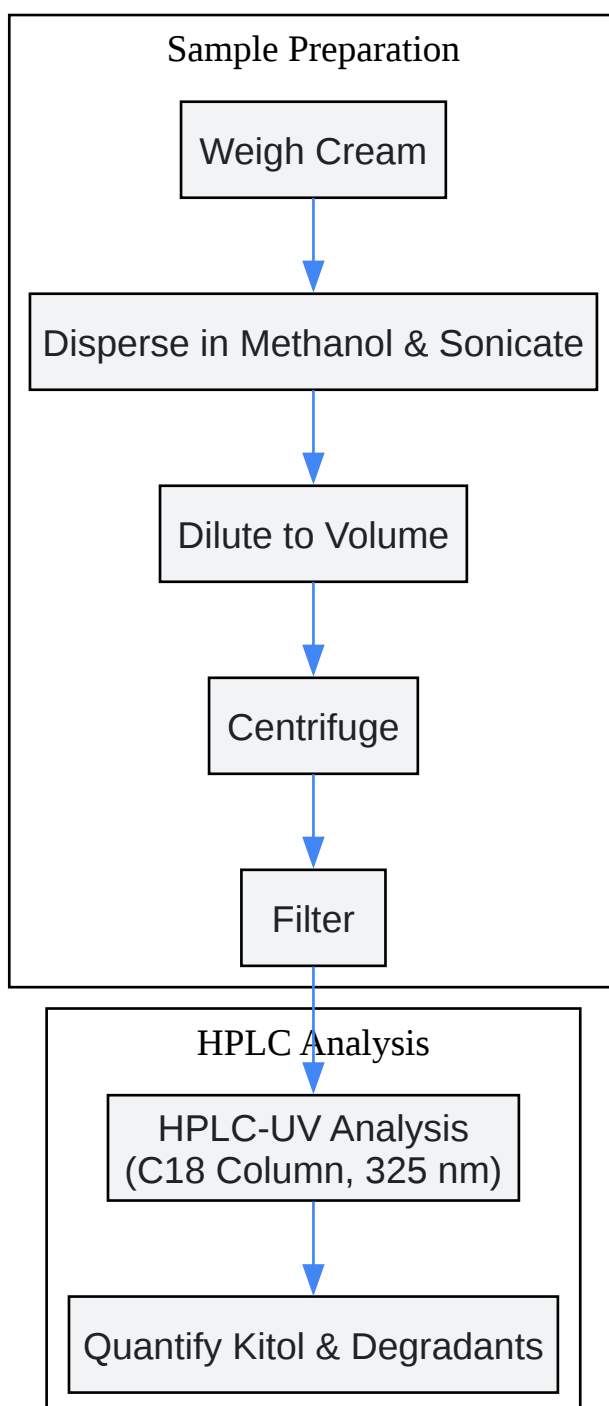 Sample Preparation
Weigh Cream
Disperse in Methanol & Sonicate
Dilute to Volume
Centrifuge
Filter
HPLC Analysis
HPLC-UV Analysis
(C18 Column, 325 nm)
Quantify Kitol & Degradants